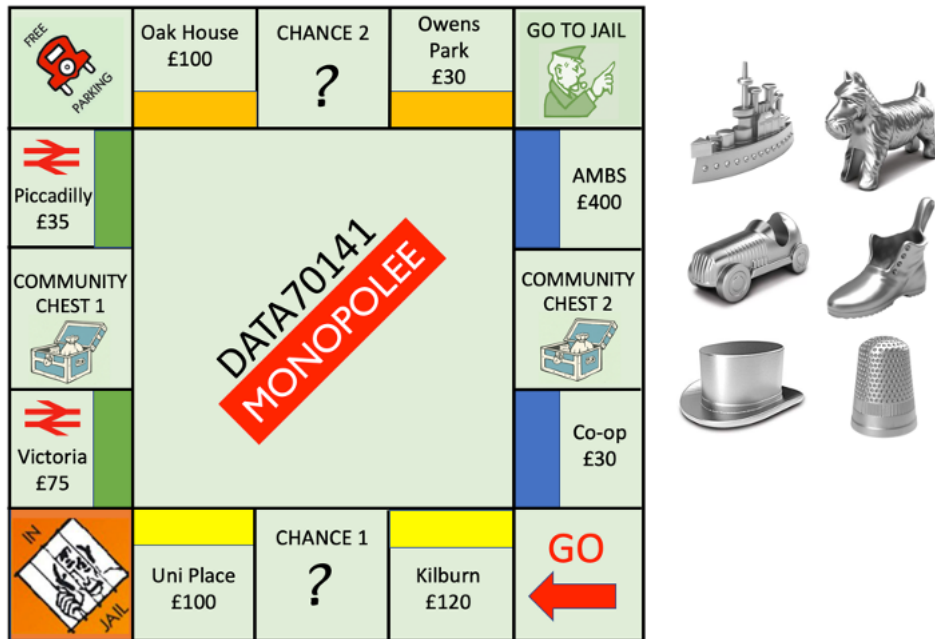 FREE
PARKING
Oak House
£100
CHANCE 2
?
Owens
Park
£30
GO TO JAIL
Piccadilly
£35
AMBS
£400
COMMUNITY
CHEST 1
DATA70141
MONOPOLEE
COMMUNITY
CHEST 2
Victoria
£75
Co-op
£30
IN
JAIL
Uni Place
£100
CHANCE 1
?
Kilburn
£120
GO